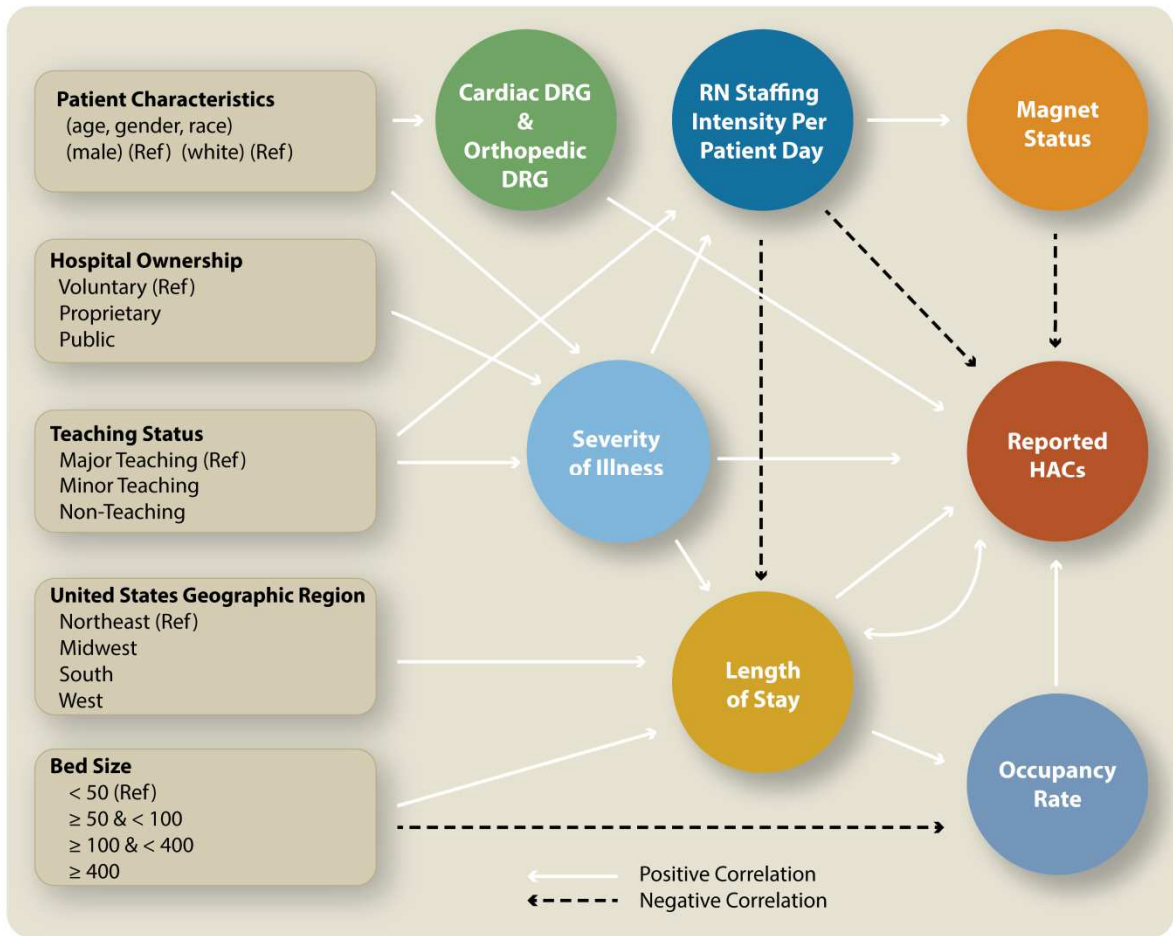 Patient Characteristics
(age, gender, race)
(male) (Ref) (white) (Ref)
Hospital Ownership
Voluntary (Ref)
Proprietary
Public
Teaching Status
Major Teaching (Ref)
Minor Teaching
Non-Teaching
United States Geographic Region
Northeast (Ref)
Midwest
South
West
Bed Size
< 50 (Ref)
≥ 50 & < 100
≥ 100 & < 400
≥ 400
Cardiac DRG
&
Orthopedic
DRG
RN Staffing
Intensity Per
Patient Day
Magnet
Status
Severity
of Illness
Reported
HACs
Length
of Stay
Occupancy
Rate
Positive Correlation
Negative Correlation